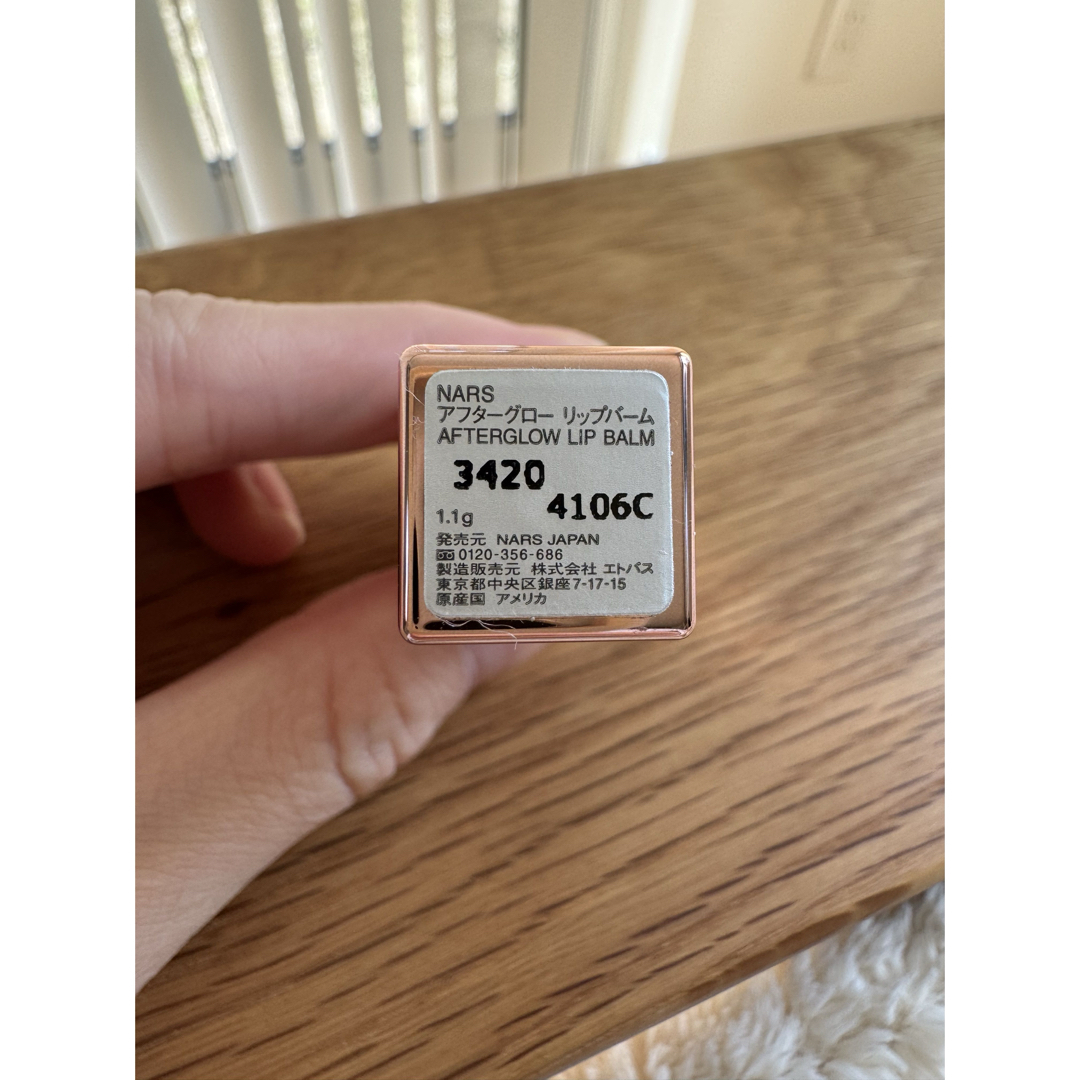 NARS
アフターグロー リップバーム
AFTERGLOW LIP BALM
3420
4106C
1.1g
発売元 NARS JAPAN
0120-356-686
製造販売元 株式会社 エトバス
東京都中央区銀座7-17-15
原産国 アメリカ